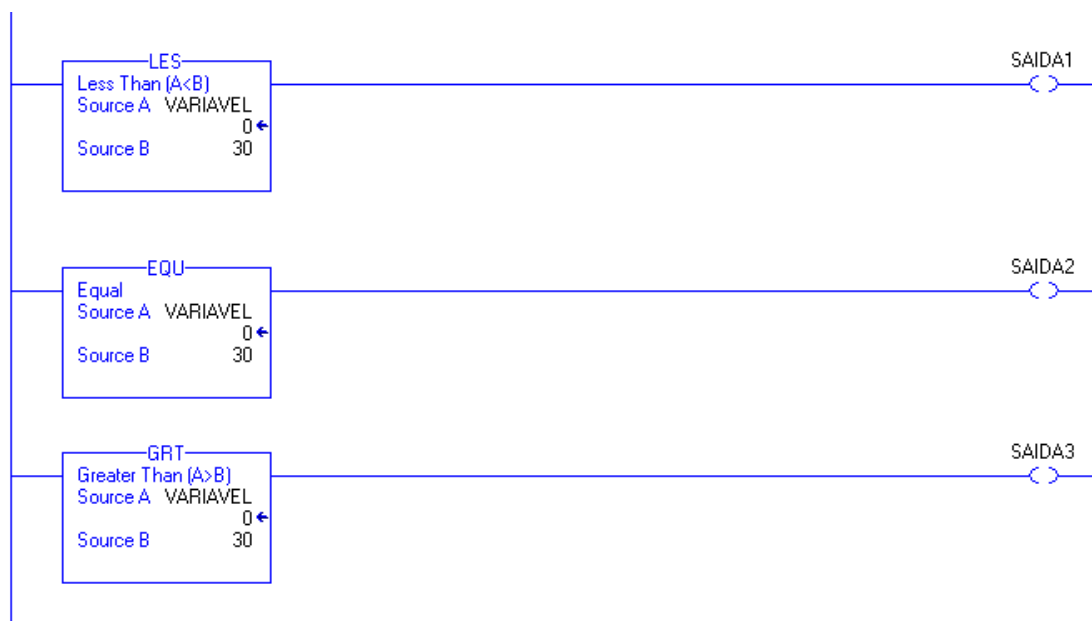 LES
SAIDA1
Less Than (A<B)
Source A VARIAVEL
0
Source B 30
EQU
SAIDA2
Equal
Source A VARIAVEL
0
Source B 30
GRT
SAIDA3
Greater Than (A>B)
Source A VARIAVEL
0
Source B 30